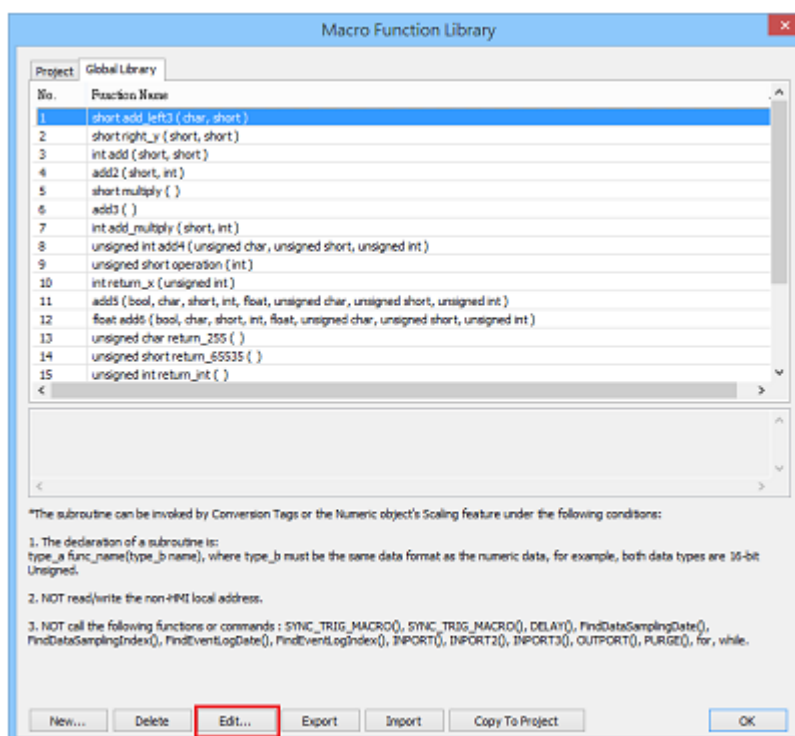 Macro Function Library
Project Global Library
No. Function Name
1 short add_left3 ( char, short )
2 short right_y ( short, short )
3 int add ( short, short )
4 add2 ( short, int )
5 short multiply ( )
6 add3 ( )
7 int add_multiply ( short, int )
8 unsigned int add4 ( unsigned char, unsigned short, unsigned int )
9 unsigned short operation ( int )
10 int return_x ( unsigned int )
11 add5 ( bool, char, short, int, float, unsigned char, unsigned short, unsigned int )
12 float add6 ( bool, char, short, int, float, unsigned char, unsigned short, unsigned int )
13 unsigned char return_255 ( )
14 unsigned short return_65535 ( )
15 unsigned int return_int ( )
*The subroutine can be invoked by Conversion Tags or the Numeric object's Scaling feature under the following conditions:
1. The declaration of a subroutine is:
type_a func_name(type_b name), where type_b must be the same data format as the numeric data, for example, both data types are 16-bit
Unsigned.
2. NOT read/write the non-HMI local address.
3. NOT call the following functions or commands : SYNC_TRIG_MACRO(), SYNC_TRIG_MACRO(), DELAY(), FindDataSamplingDate(),
FindDataSamplingIndex(), FindEventLogDate(), FindEventLogIndex(), INPORT(), INPORT2(), INPORT3(), OUTPORT(), PURGE(), for, while.
New... Delete Edit... Export Import Copy To Project OK